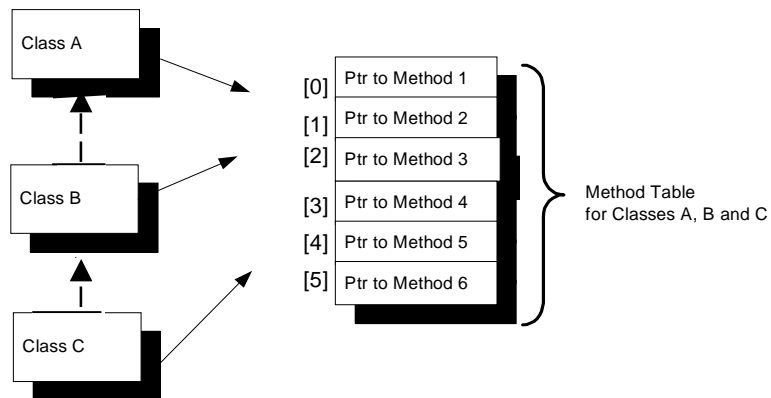 Class A
Class B
Class C
[0] Ptr to Method 1
[1] Ptr to Method 2
[2] Ptr to Method 3
[3] Ptr to Method 4
[4] Ptr to Method 5
[5] Ptr to Method 6
Method Table
for Classes A, B and C